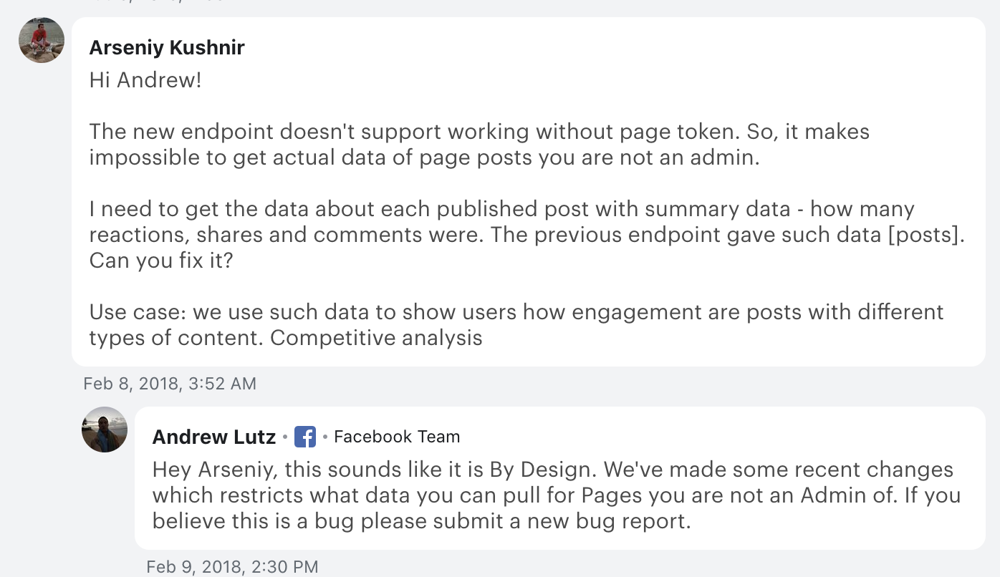 Arseniy Kushnir
Hi Andrew!
The new endpoint doesn't support working without page token. So, it makes
impossible to get actual data of page posts you are not an admin.
I need to get the data about each published post with summary data - how many
reactions, shares and comments were. The previous endpoint gave such data [posts].
Can you fix it?
Use case: we use such data to show users how engagement are posts with different
types of content. Competitive analysis
Feb 8, 2018, 3:52 AM
Andrew Lutz • f • Facebook Team
Hey Arseniy, this sounds like it is By Design. We've made some recent changes
which restricts what data you can pull for Pages you are not an Admin of. If you
believe this is a bug please submit a new bug report.
Feb 9, 2018, 2:30 PM